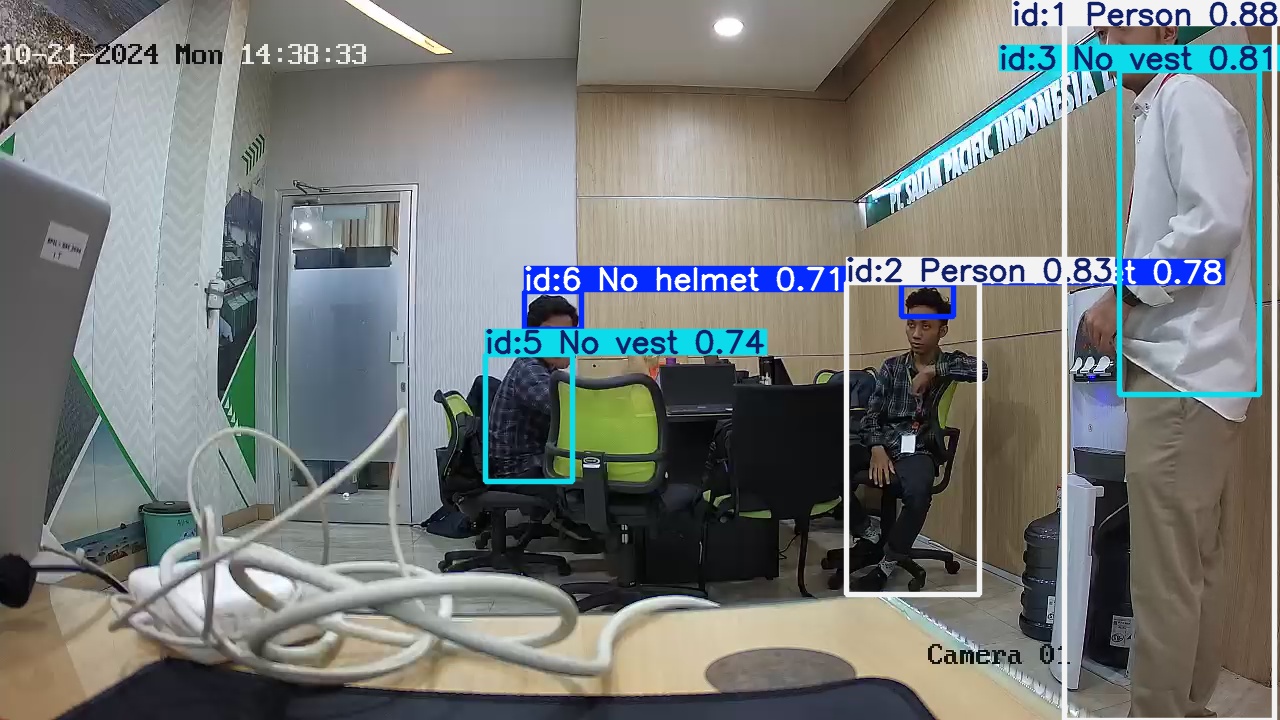 id:1 Person 0.88
10-21-2024 Mon 14:38:33
id:3 No vest 0.81
PT. SALAM PACIFIC INDONESIA
id:6 No helmet 0.71
id:2 Person 0.83
0.78
id:5 No vest 0.74
Camera 01